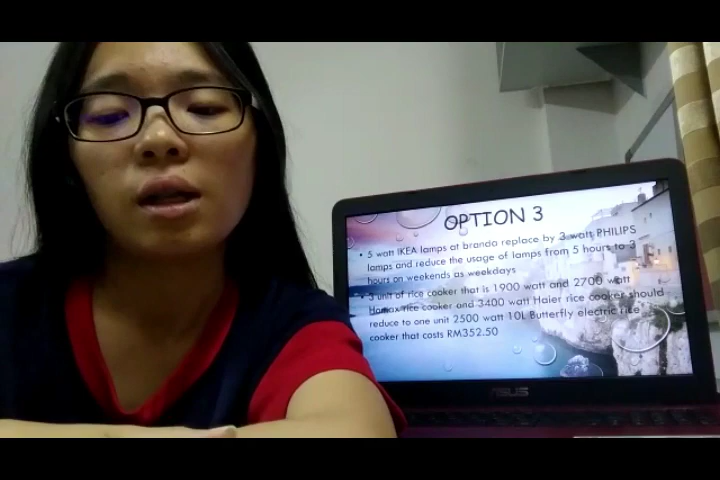 OPTION 3
• 5 watt IKEA lamps at branda replace by 3 watt PHILIPS
lamps and reduce the usage of lamps from 5 hours to 3
hours on weekends as weekdays
• 3 unit of rice cooker that is 1900 watt and 2700 watt
Homax rice cooker and 3400 watt Haier rice cooker should
reduce to one unit 2500 watt 10L Butterfly electric rice
cooker that costs RM352.50
ASUS